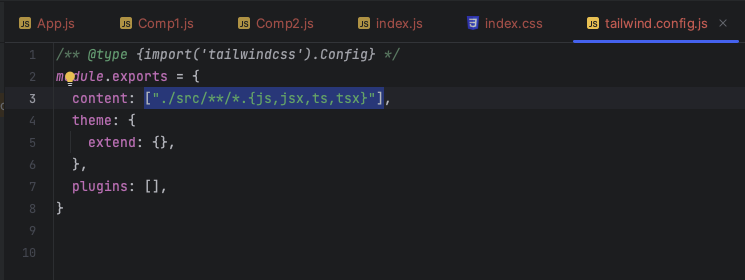 JS App.js JS Comp1.js JS Comp2.js JS index.js index.css JS tailwind.config.js ×
1 /** @type {import('tailwindcss').Config} */
2 module.exports = {
3 content: ["./src/**/*.{js,jsx,ts,tsx}"],
4 theme: {
5 extend: {},
6 },
7 plugins: [],
8 }
9
10